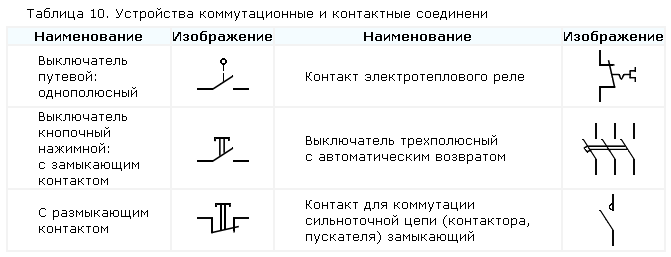 Таблица 10. Устройства коммутационные и контактные соединени
Наименование Изображение Наименование Изображение
Выключатель
путевой:
однополюсный
Контакт электротеплового реле
Выключатель
кнопочный
нажимной:
с замыкающим
контактом
Выключатель трехполюсный
с автоматическим возвратом
С размыкающим
контактом
Контакт для коммутации
сильноточной цепи (контактора,
пускателя) замыкающий